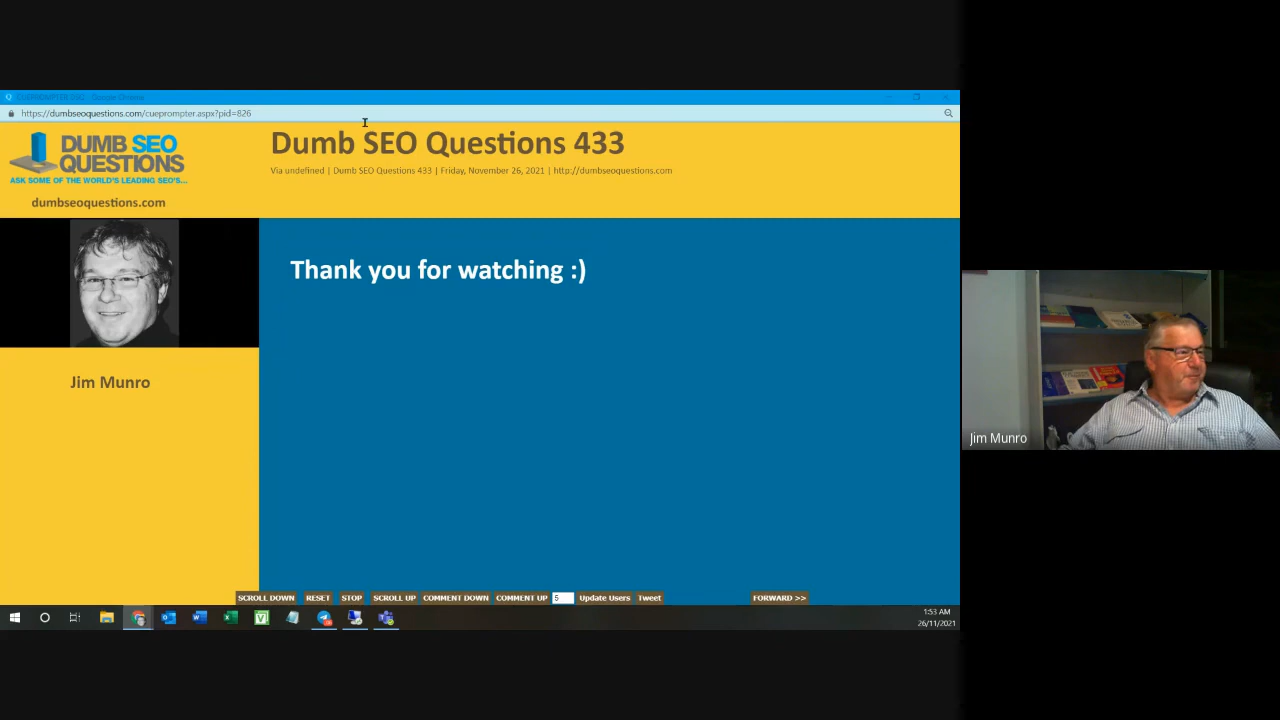 https://dumbseoquestions.com/cueprompter.aspx?pid=826
DUMB SEO
QUESTIONS
ASK SOME OF THE WORLD'S LEADING SEO'S...
dumbseoquestions.com
Dumb SEO Questions 433
Via undefined | Dumb SEO Questions 433 | Friday, November 26, 2021 | http://dumbseoquestions.com
Thank you for watching :)
Jim Munro
Jim Munro
SCROLL DOWN RESET STOP SCROLL UP COMMENT DOWN COMMENT UP 5 Update Users Tweet FORWARD >>
1:53 AM
26/11/2021